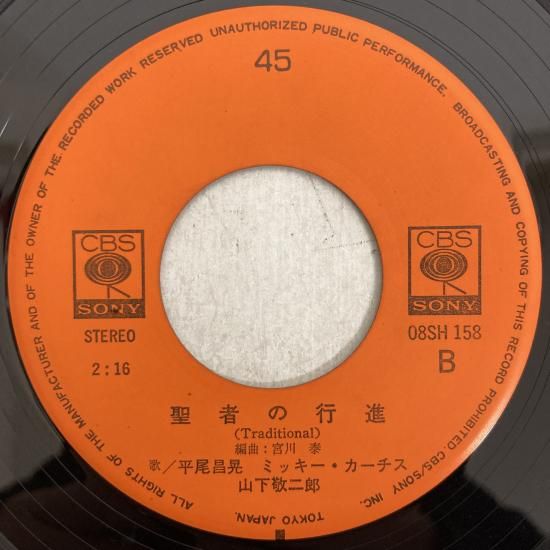 ALL RIGHTS OF THE MANUFACTURER AND OF THE OWNER OF THE RECORDED WORK RESERVED UNAUTHORIZED PUBLIC PERFORMANCE, BROADCASTING AND COPYING OF THIS RECORD PROHIBITED. CBS/SONY INC. TOKYO JAPAN.
45
CBS
SONY
STEREO
2:16
CBS
SONY
08SH 158
B
聖者の行進
(Traditional)
編曲:宮川 泰
歌/平尾昌晃 ミッキー・カーチス
山下敬二郎